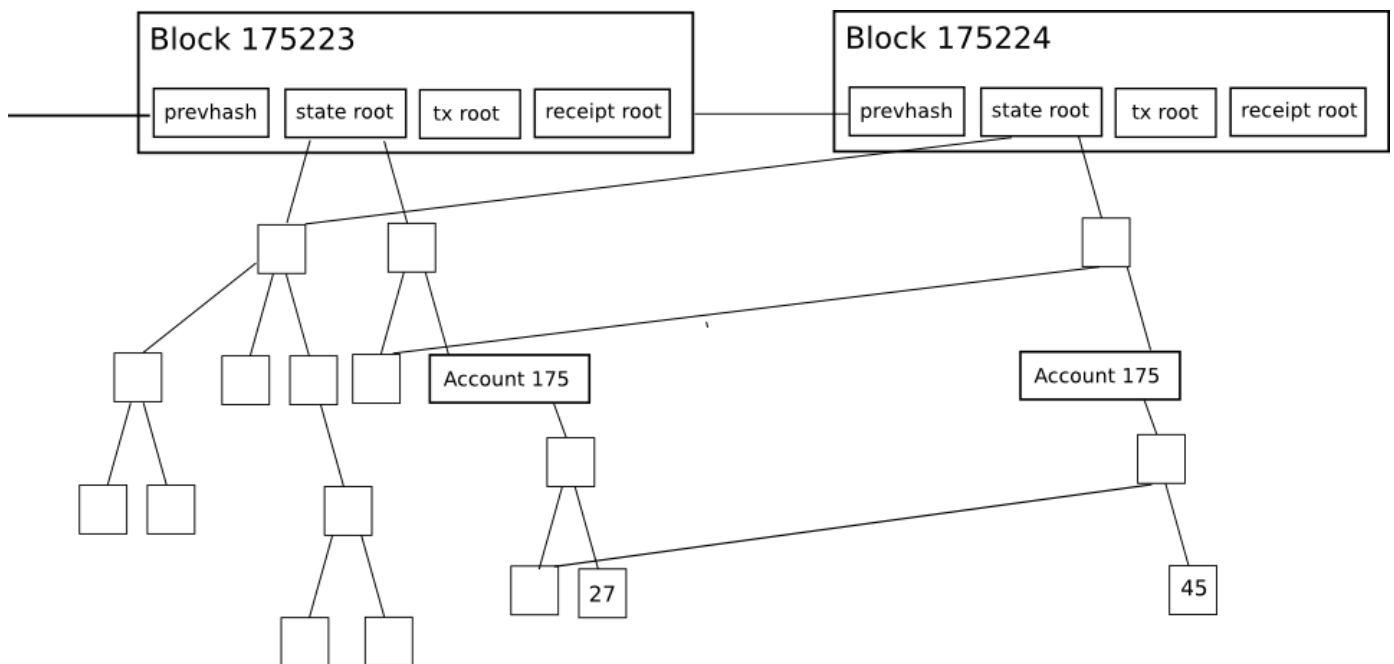 Block 175223
prevhash
state root
tx root
receipt root
Block 175224
prevhash
state root
tx root
receipt root
Account 175
27
Account 175
45